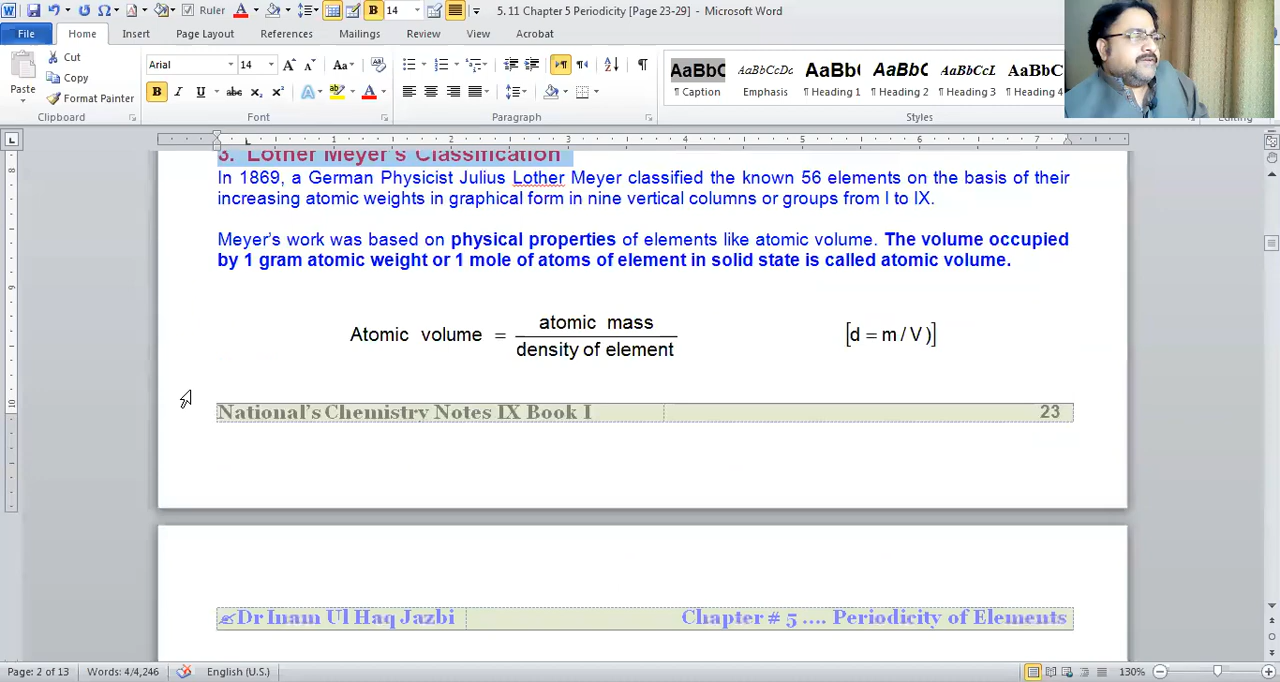 Ruler
B
14
5. 11 Chapter 5 Periodicity [Page 23-29] - Microsoft Word
File Home Insert Page Layout References Mailings Review View Acrobat
Cut
Copy
Format Painter
Paste
Clipboard
Arial 14
Font
Paragraph
AaBbC AaBbCcDc AaBb( AaBbC AaBbCcL AaBbC
¶ Caption Emphasis ¶ Heading 1 ¶ Heading 2 ¶ Heading 3 ¶ Heading 4
Styles
Editing
3. Lother Meyer's Classification
In 1869, a German Physicist Julius Lother Meyer classified the known 56 elements on the basis of their
increasing atomic weights in graphical form in nine vertical columns or groups from I to IX.
Meyer's work was based on physical properties of elements like atomic volume. The volume occupied
by 1 gram atomic weight or 1 mole of atoms of element in solid state is called atomic volume.
Atomic volume = atomic mass / density of element [d = m / V )]
National's Chemistry Notes IX Book I 23
Dr Inam Ul Haq Jazbi Chapter # 5 .... Periodicity of Elements
Page: 2 of 13 Words: 4/4,246 English (U.S.) 130%